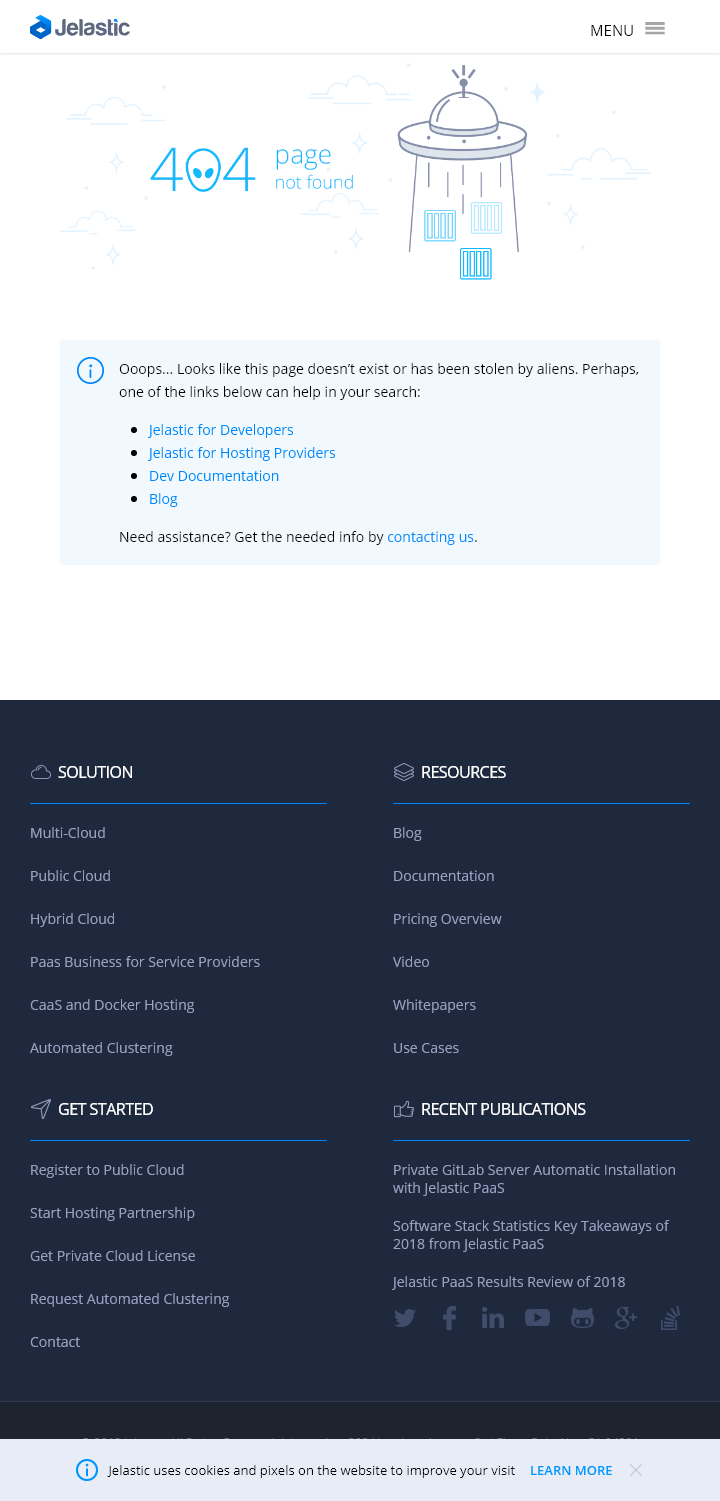 Jelastic
MENU
404 page
not found
Ooops... Looks like this page doesn't exist or has been stolen by aliens. Perhaps,
one of the links below can help in your search:
Jelastic for Developers
Jelastic for Hosting Providers
Dev Documentation
Blog
Need assistance? Get the needed info by contacting us.
SOLUTION
Multi-Cloud
Public Cloud
Hybrid Cloud
Paas Business for Service Providers
CaaS and Docker Hosting
Automated Clustering
RESOURCES
Blog
Documentation
Pricing Overview
Video
Whitepapers
Use Cases
GET STARTED
Register to Public Cloud
Start Hosting Partnership
Get Private Cloud License
Request Automated Clustering
Contact
RECENT PUBLICATIONS
Private GitLab Server Automatic Installation
with Jelastic PaaS
Software Stack Statistics Key Takeaways of
2018 from Jelastic PaaS
Jelastic PaaS Results Review of 2018
Jelastic uses cookies and pixels on the website to improve your visit LEARN MORE